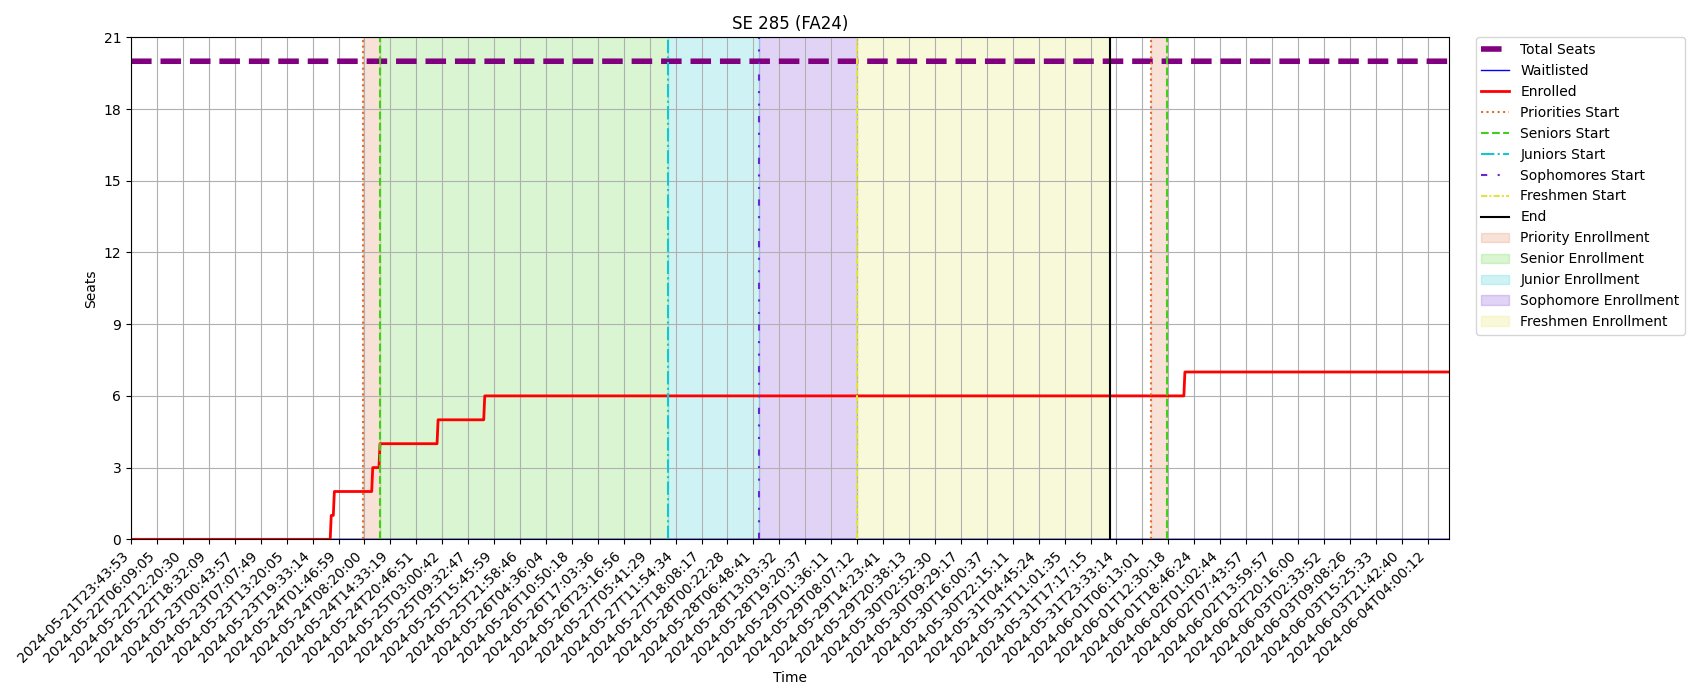 SE 285 (FA24)
21
18
15
12
9
6
3
0
Seats
2024-05-21T23:43:53
2024-05-22T06:09:05
2024-05-22T12:20:30
2024-05-22T18:32:09
2024-05-23T00:43:57
2024-05-23T07:07:49
2024-05-23T13:20:05
2024-05-23T19:33:14
2024-05-24T01:46:59
2024-05-24T08:20:00
2024-05-24T14:33:19
2024-05-24T20:46:51
2024-05-25T03:00:42
2024-05-25T09:32:47
2024-05-25T15:45:59
2024-05-25T21:58:46
2024-05-26T04:36:04
2024-05-26T10:50:18
2024-05-26T17:03:36
2024-05-26T23:16:56
2024-05-27T05:41:29
2024-05-27T11:54:34
2024-05-27T18:08:17
2024-05-28T00:22:28
2024-05-28T06:48:41
2024-05-28T13:03:32
2024-05-28T19:20:37
2024-05-29T01:36:11
2024-05-29T08:07:12
2024-05-29T14:23:41
2024-05-29T20:38:13
2024-05-30T02:52:30
2024-05-30T09:29:17
2024-05-30T16:00:37
2024-05-30T22:15:11
2024-05-31T04:45:24
2024-05-31T11:01:35
2024-05-31T17:17:15
2024-05-31T23:33:14
2024-06-01T06:13:01
2024-06-01T12:30:18
2024-06-01T18:46:24
2024-06-02T01:02:44
2024-06-02T07:43:57
2024-06-02T13:59:57
2024-06-02T20:16:00
2024-06-03T02:33:52
2024-06-03T09:08:26
2024-06-03T15:25:33
2024-06-03T21:42:40
2024-06-04T04:00:12
Time
Total Seats
Waitlisted
Enrolled
Priorities Start
Seniors Start
Juniors Start
Sophomores Start
Freshmen Start
End
Priority Enrollment
Senior Enrollment
Junior Enrollment
Sophomore Enrollment
Freshmen Enrollment